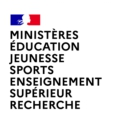 MINISTÈRES
ÉDUCATION
JEUNESSE
SPORTS
ENSEIGNEMENT
SUPÉRIEUR
RECHERCHE